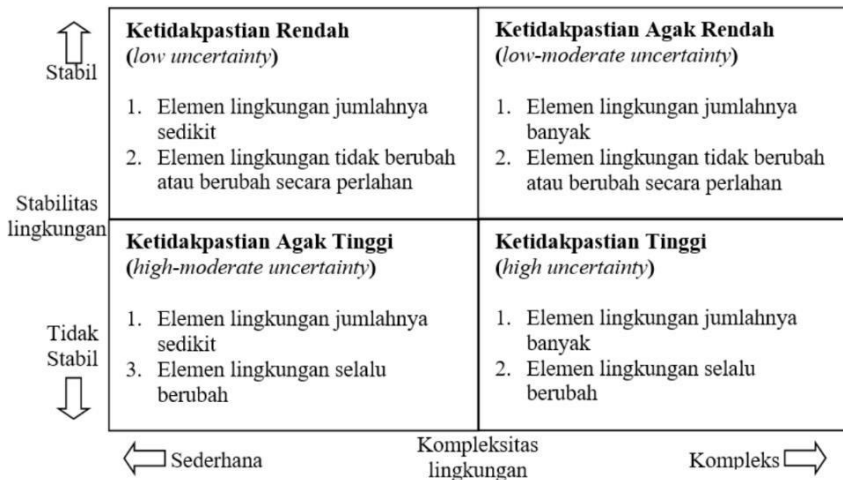 Stabil
Stabilitas
lingkungan
Tidak
Stabil
Ketidakpastian Rendah
(low uncertainty)
1. Elemen lingkungan jumlahnya
sedikit
2. Elemen lingkungan tidak berubah
atau berubah secara perlahan
Ketidakpastian Agak Rendah
(low-moderate uncertainty)
1. Elemen lingkungan jumlahnya
banyak
2. Elemen lingkungan tidak berubah
atau berubah secara perlahan
Ketidakpastian Agak Tinggi
(high-moderate uncertainty)
1. Elemen lingkungan jumlahnya
sedikit
3. Elemen lingkungan selalu
berubah
Ketidakpastian Tinggi
(high uncertainty)
1. Elemen lingkungan jumlahnya
banyak
2. Elemen lingkungan selalu
berubah
Sederhana
Kompleksitas
lingkungan
Kompleks